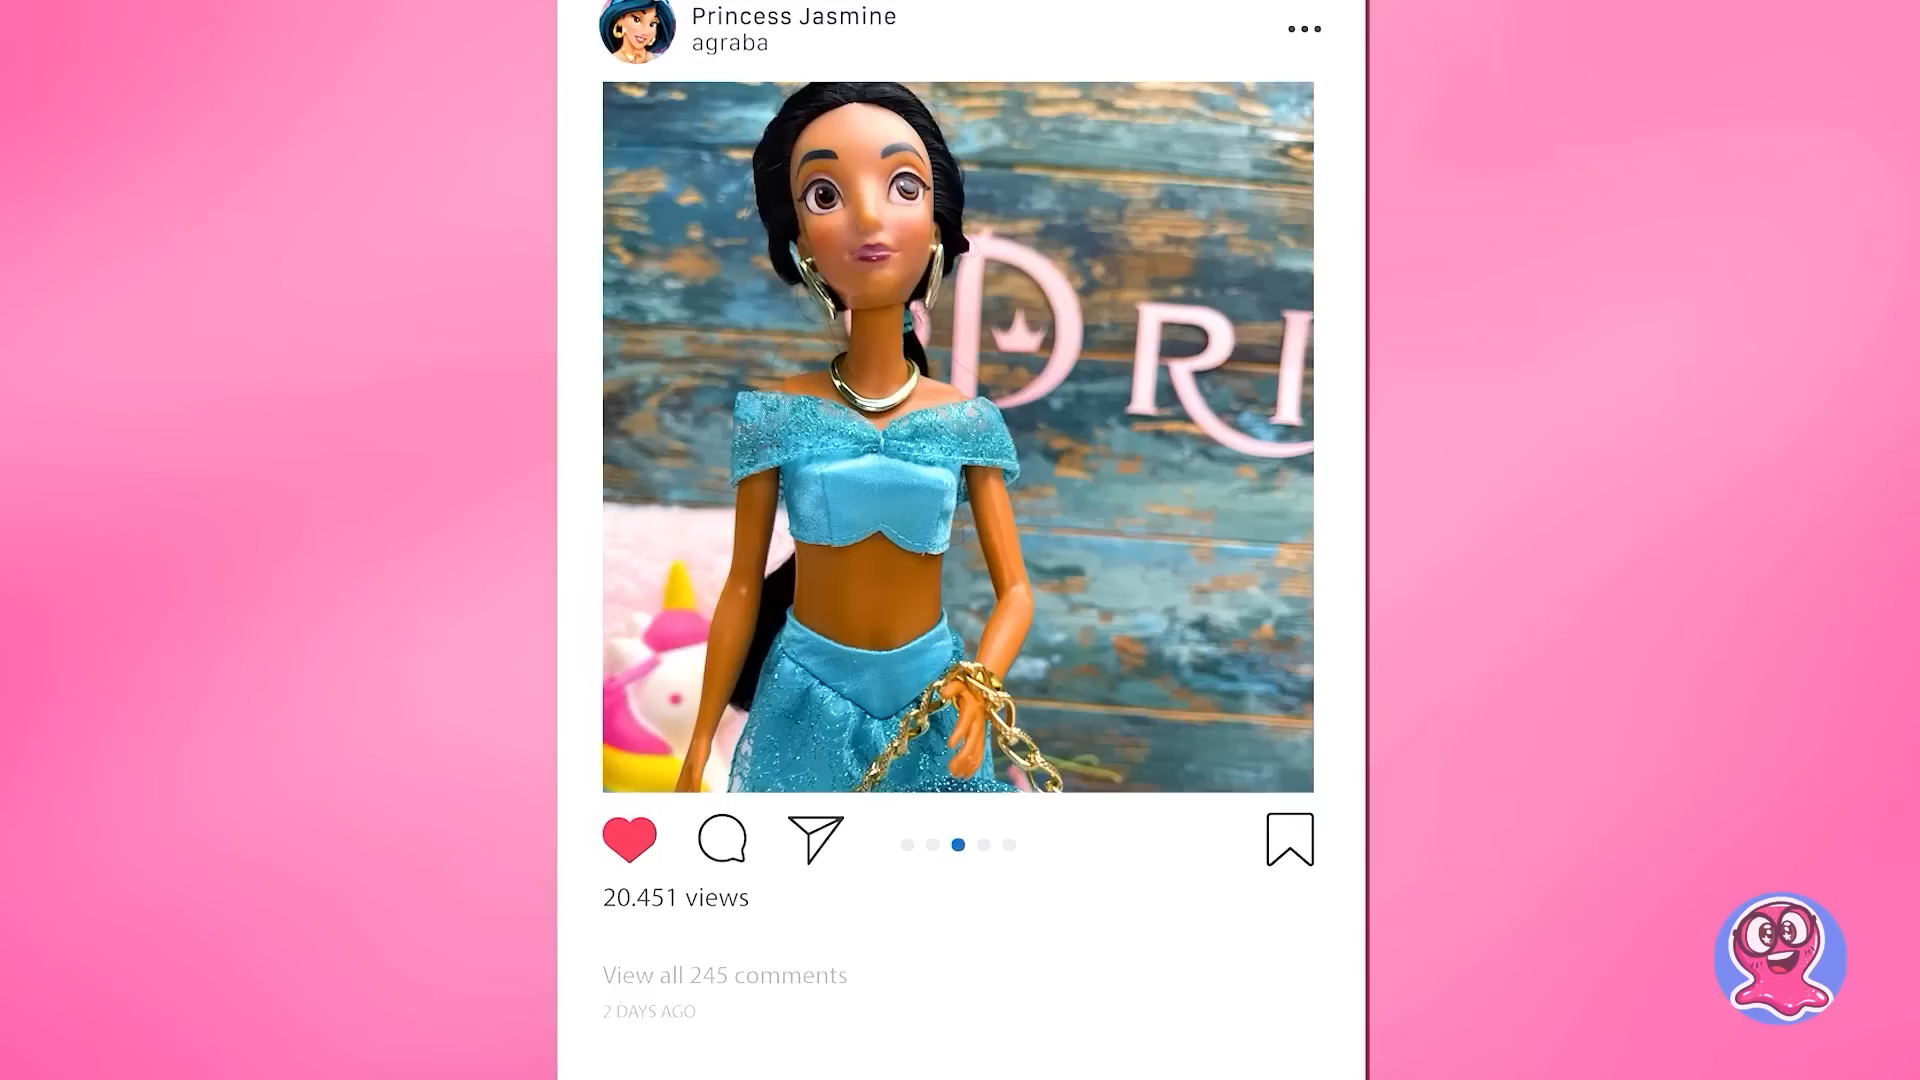 Princess Jasmine
agraba
PRI
20.451 views
View all 245 comments
2 DAYS AGO